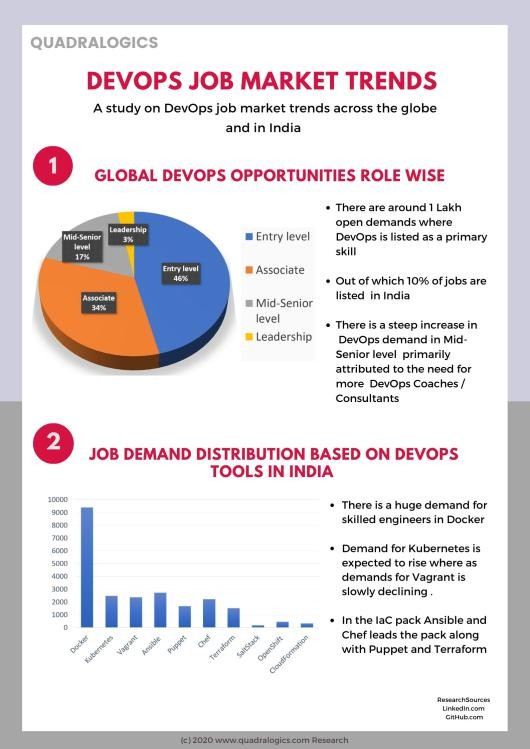 QUADRALOGICS
DEVOPS JOB MARKET TRENDS
A study on DevOps job market trends across the globe
and in India
1
GLOBAL DEVOPS OPPORTUNITIES ROLE WISE
Leadership
3%
Mid-Senior
level
17%
Entry level
46%
Associate
34%
Entry level
Associate
Mid-Senior
level
Leadership
• There are around 1 Lakh
open demands where
DevOps is listed as a primary
skill
• Out of which 10% of jobs are
listed in India
• There is a steep increase in
DevOps demand in Mid-
Senior level primarily
attributed to the need for
more DevOps Coaches /
Consultants
2
JOB DEMAND DISTRIBUTION BASED ON DEVOPS
TOOLS IN INDIA
10000
9000
8000
7000
6000
5000
4000
3000
2000
1000
0
Docker
Kubernetes
Vagrant
Ansible
Puppet
Chef
Terraform
SaltStack
OpenShift
CloudFormation
• There is a huge demand for
skilled engineers in Docker
• Demand for Kubernetes is
expected to rise where as
demands for Vagrant is
slowly declining .
• In the IaC pack Ansible and
Chef leads the pack along
with Puppet and Terraform
ResearchSources
LinkedIn.com
GitHub.com
(c) 2020 www.quadralogics.com Research